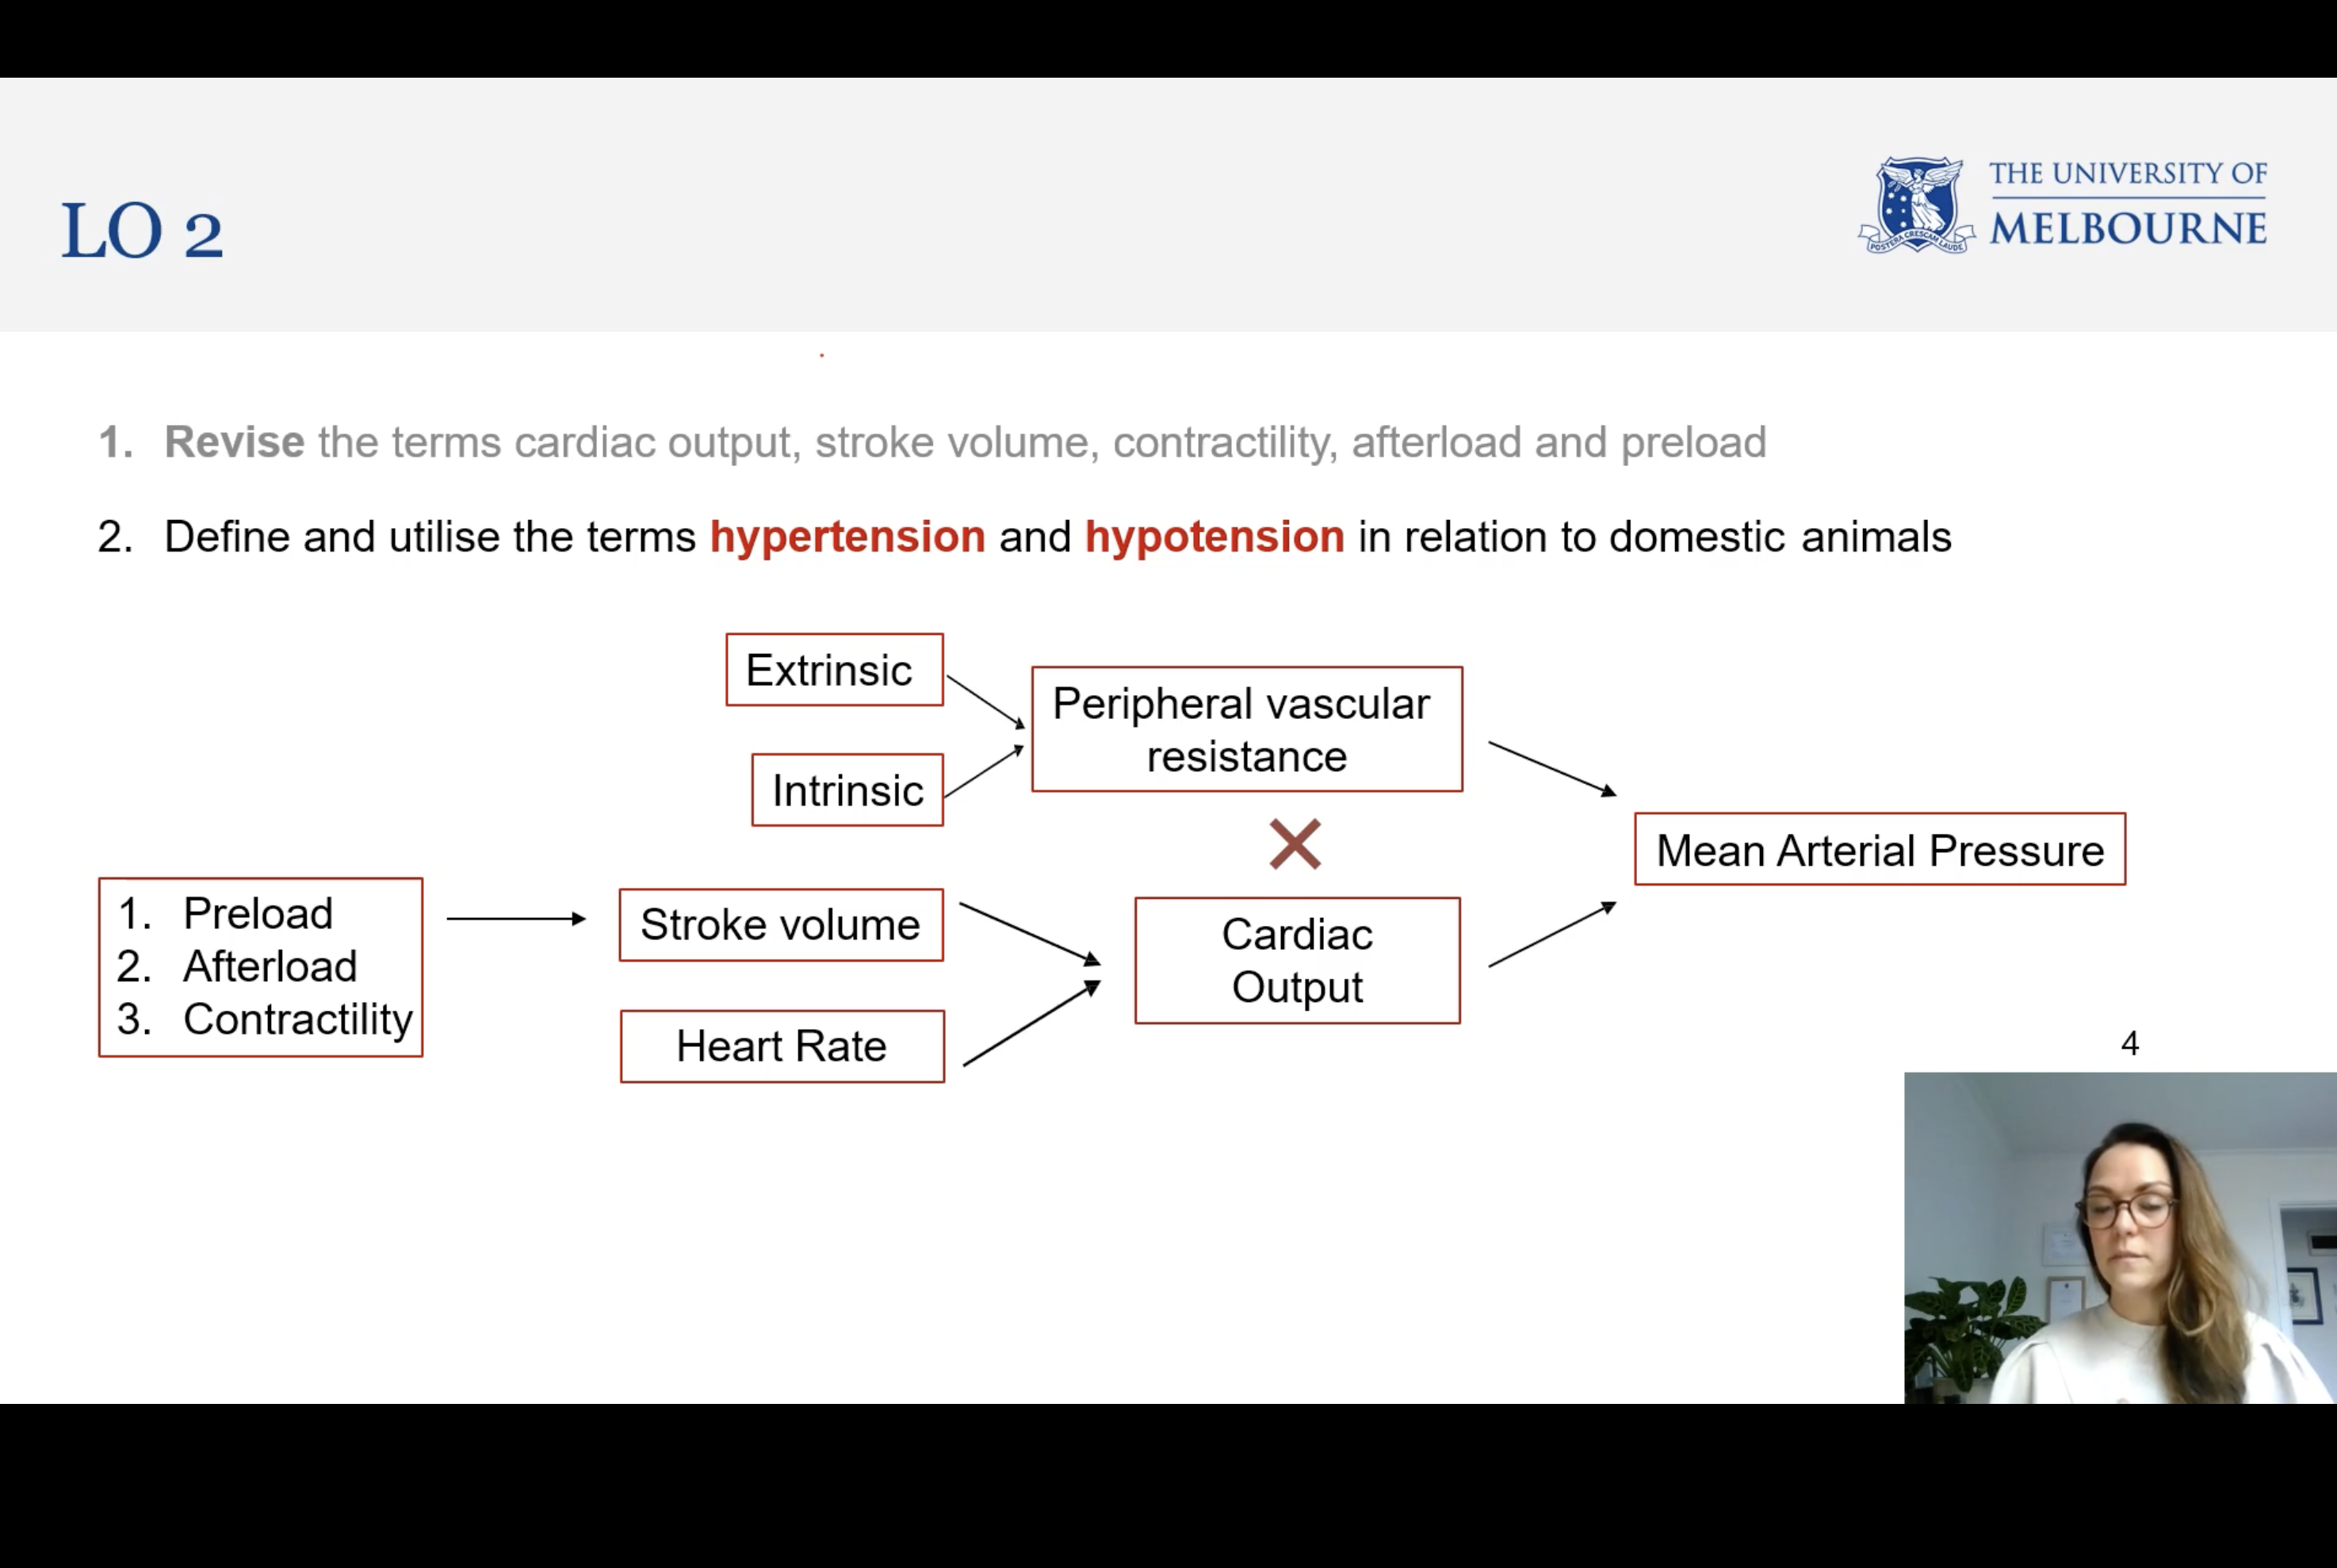 LO 2
THE UNIVERSITY OF
MELBOURNE
POSTERA CRESCAM LAUDE
1. Revise the terms cardiac output, stroke volume, contractility, afterload and preload
2. Define and utilise the terms hypertension and hypotension in relation to domestic animals
Extrinsic
Intrinsic
Peripheral vascular
resistance
Mean Arterial Pressure
1. Preload
2. Afterload
3. Contractility
Stroke volume
Heart Rate
Cardiac
Output
4